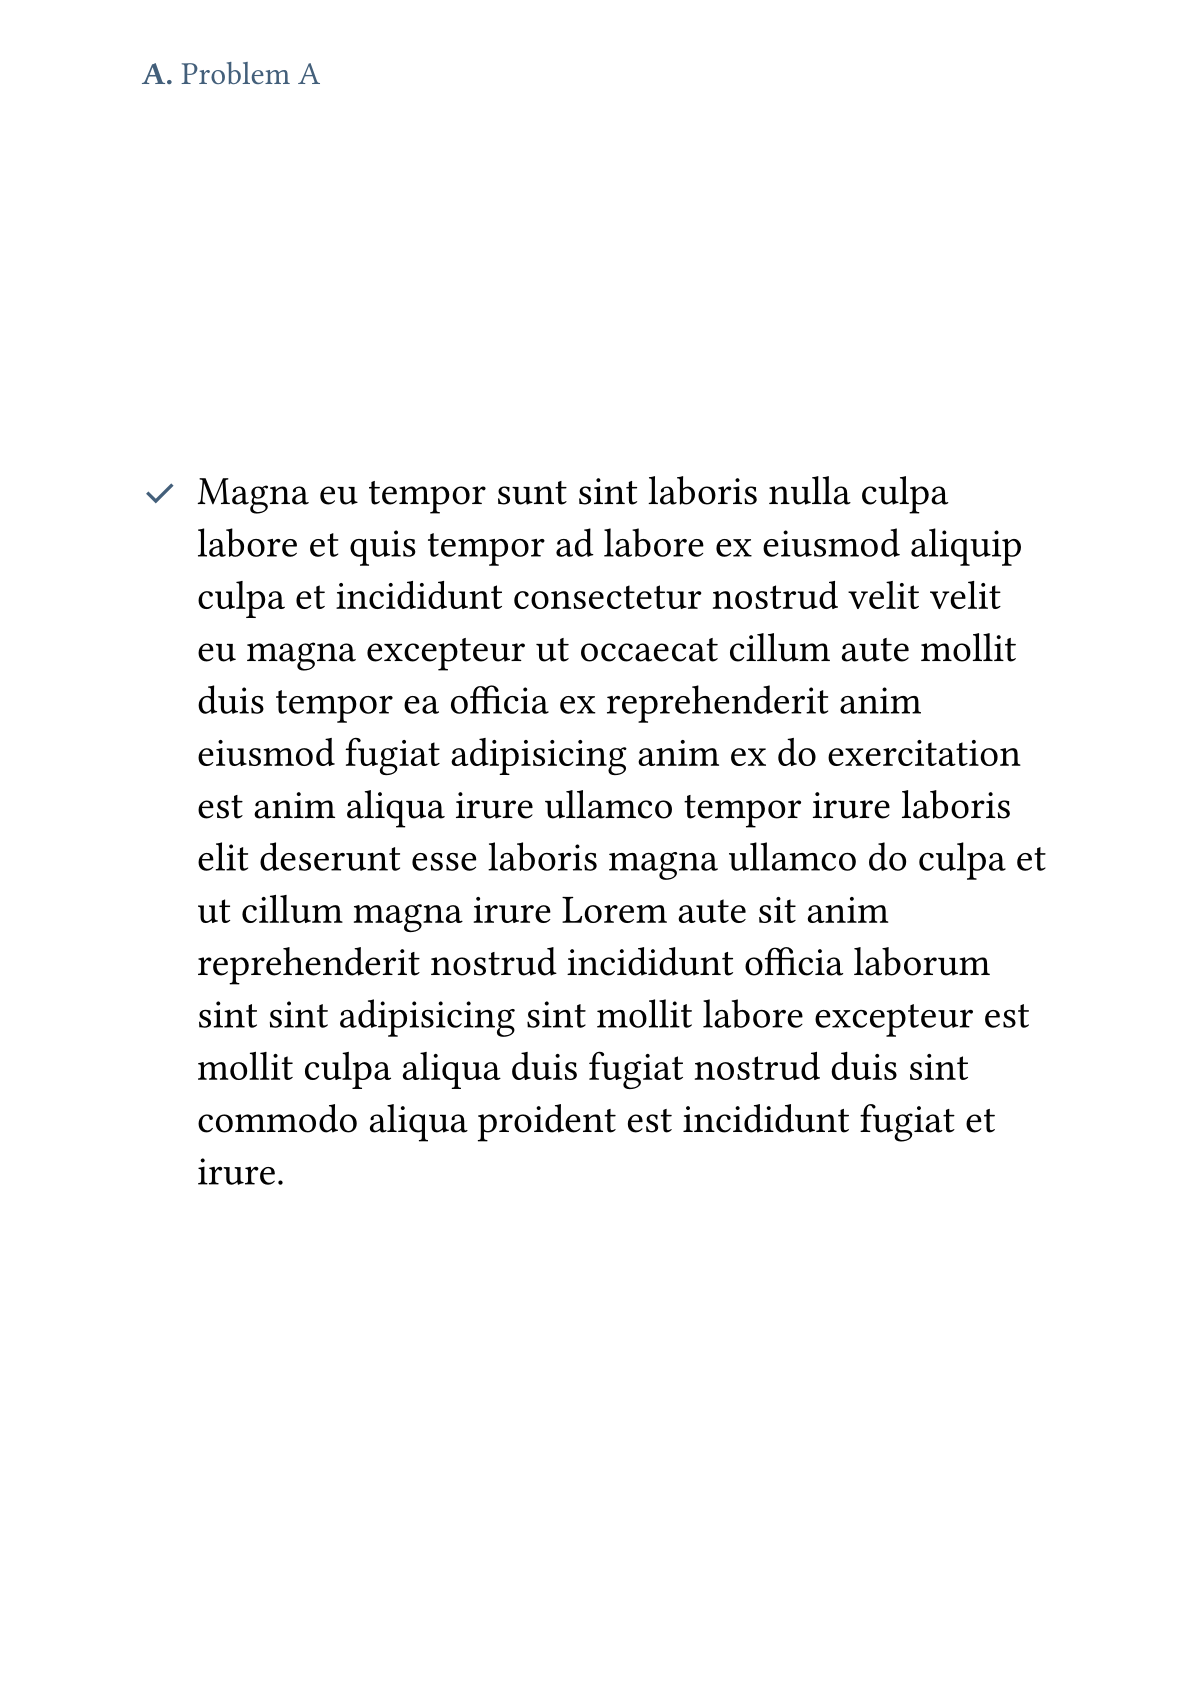 A. Problem A
✓ Magna eu tempor sunt sint laboris nulla culpa
labore et quis tempor ad labore ex eiusmod aliquip
culpa et incididunt consectetur nostrud velit velit
eu magna excepteur ut occaecat cillum aute mollit
duis tempor ea officia ex reprehenderit anim
eiusmod fugiat adipisicing anim ex do exercitation
est anim aliqua irure ullamco tempor irure laboris
elit deserunt esse laboris magna ullamco do culpa et
ut cillum magna irure Lorem aute sit anim
reprehenderit nostrud incididunt officia laborum
sint sint adipisicing sint mollit labore excepteur est
mollit culpa aliqua duis fugiat nostrud duis sint
commodo aliqua proident est incididunt fugiat et
irure.